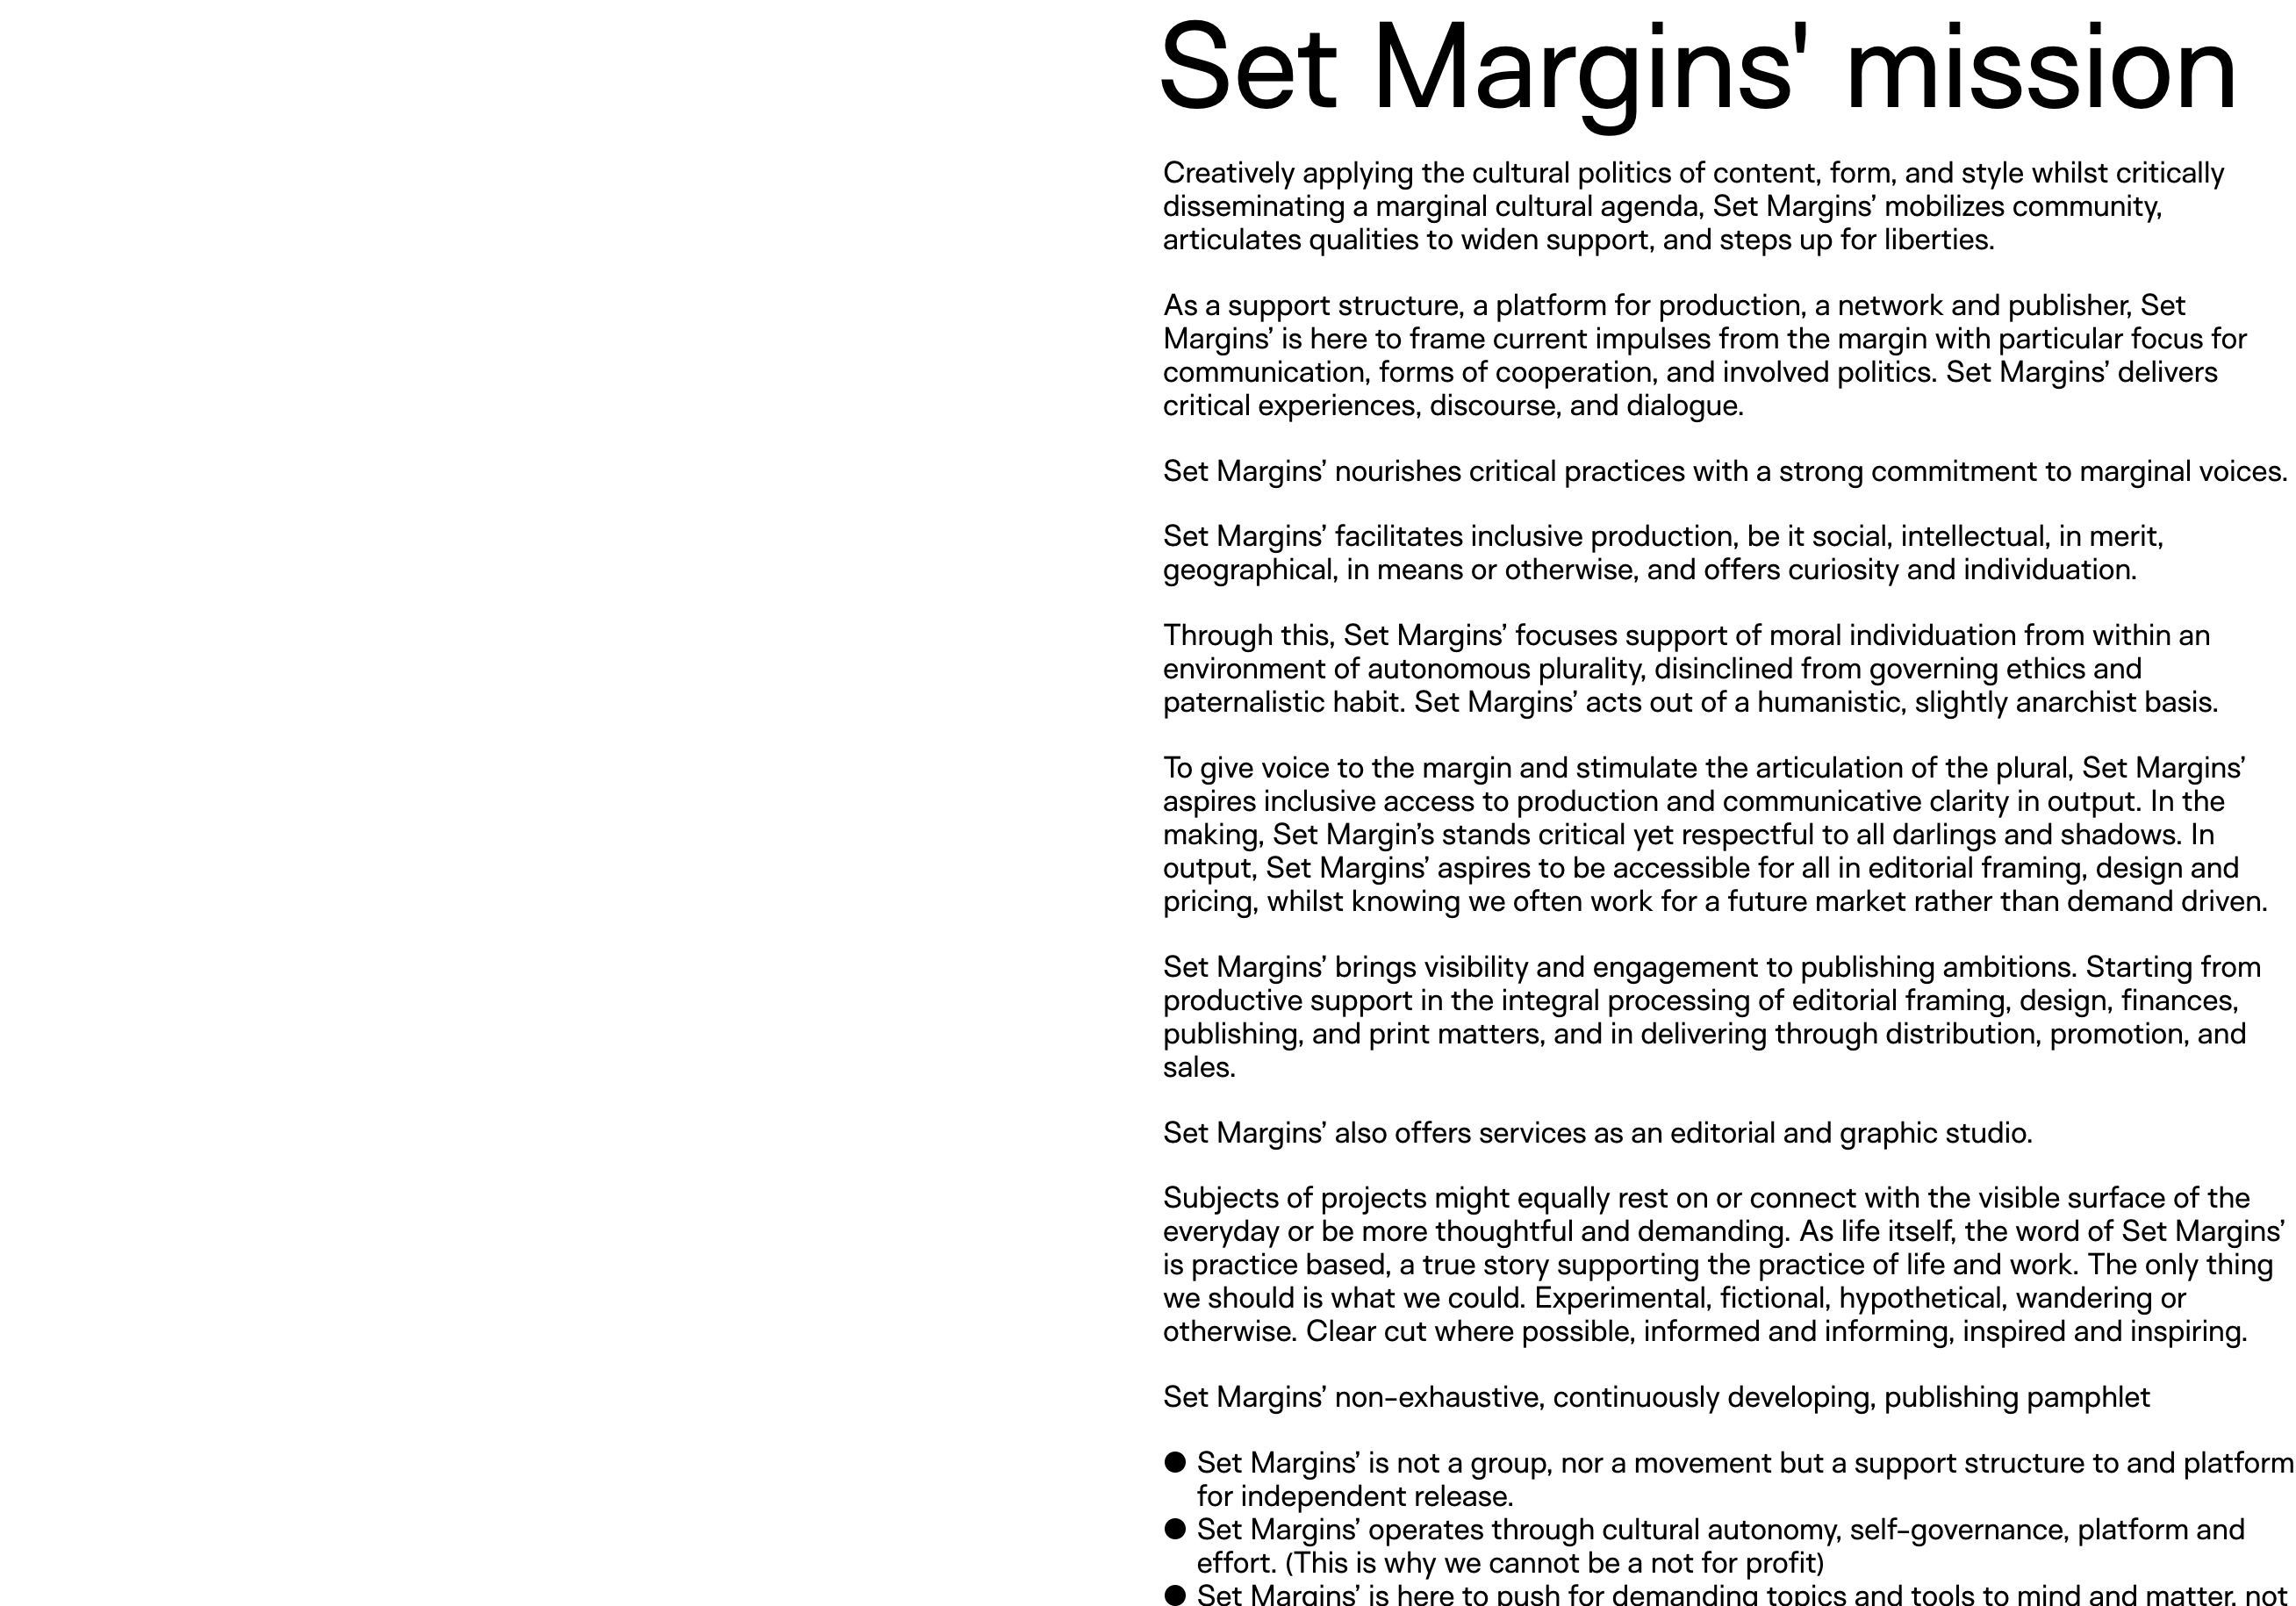 Set Margins' mission
Creatively applying the cultural politics of content, form, and style whilst critically
disseminating a marginal cultural agenda, Set Margins’ mobilizes community,
articulates qualities to widen support, and steps up for liberties.
As a support structure, a platform for production, a network and publisher, Set
Margins’ is here to frame current impulses from the margin with particular focus for
communication, forms of cooperation, and involved politics. Set Margins’ delivers
critical experiences, discourse, and dialogue.
Set Margins’ nourishes critical practices with a strong commitment to marginal voices.
Set Margins’ facilitates inclusive production, be it social, intellectual, in merit,
geographical, in means or otherwise, and offers curiosity and individuation.
Through this, Set Margins’ focuses support of moral individuation from within an
environment of autonomous plurality, disinclined from governing ethics and
paternalistic habit. Set Margins’ acts out of a humanistic, slightly anarchist basis.
To give voice to the margin and stimulate the articulation of the plural, Set Margins’
aspires inclusive access to production and communicative clarity in output. In the
making, Set Margin’s stands critical yet respectful to all darlings and shadows. In
output, Set Margins’ aspires to be accessible for all in editorial framing, design and
pricing, whilst knowing we often work for a future market rather than demand driven.
Set Margins’ brings visibility and engagement to publishing ambitions. Starting from
productive support in the integral processing of editorial framing, design, finances,
publishing, and print matters, and in delivering through distribution, promotion, and
sales.
Set Margins’ also offers services as an editorial and graphic studio.
Subjects of projects might equally rest on or connect with the visible surface of the
everyday or be more thoughtful and demanding. As life itself, the word of Set Margins’
is practice based, a true story supporting the practice of life and work. The only thing
we should is what we could. Experimental, fictional, hypothetical, wandering or
otherwise. Clear cut where possible, informed and informing, inspired and inspiring.
Set Margins’ non-exhaustive, continuously developing, publishing pamphlet
● Set Margins’ is not a group, nor a movement but a support structure to and platform
for independent release.
● Set Margins’ operates through cultural autonomy, self-governance, platform and
effort. (This is why we cannot be a not for profit)
● Set Margins’ is here to push for demanding topics and tools to mind and matter, not